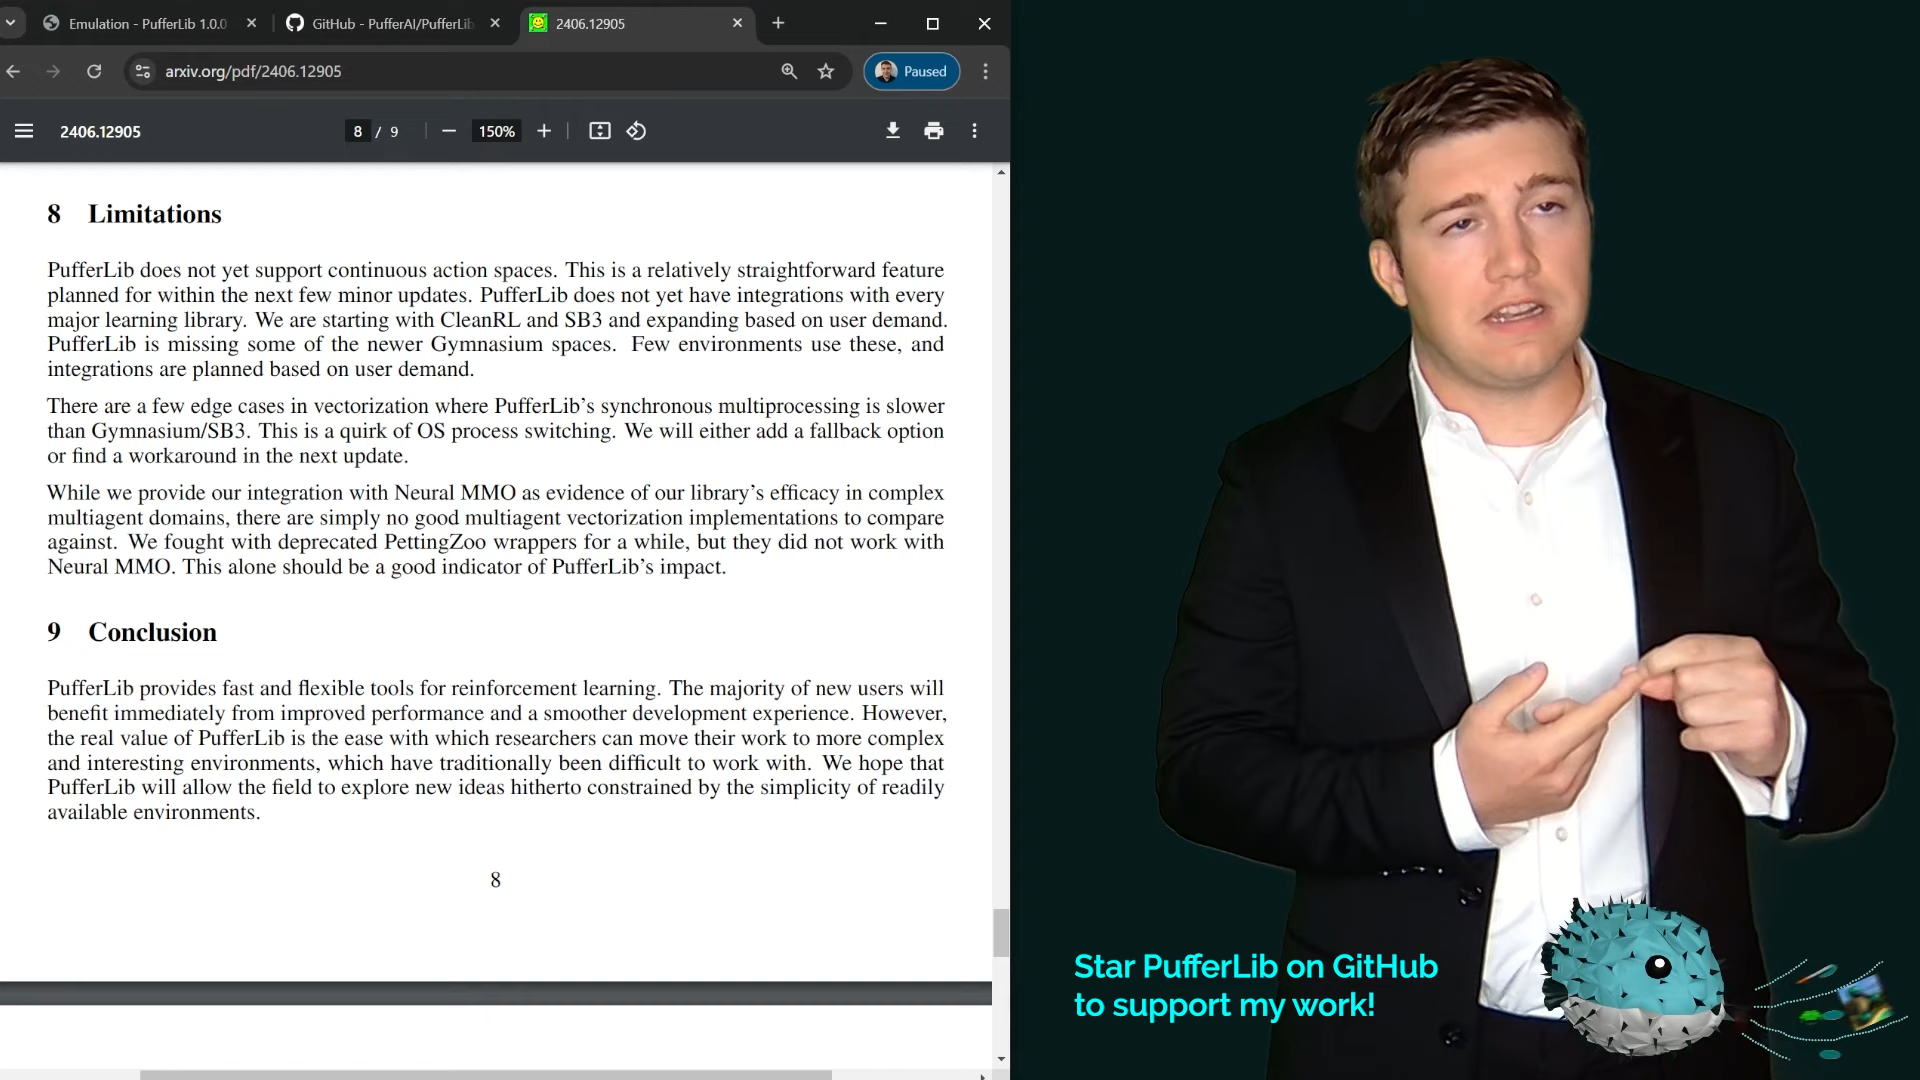 Emulation - PufferLib 1.0.0
GitHub - PufferAI/PufferLib
2406.12905
arxiv.org/pdf/2406.12905
Paused
2406.12905
8 / 9
150%
8 Limitations
PufferLib does not yet support continuous action spaces. This is a relatively straightforward feature
planned for within the next few minor updates. PufferLib does not yet have integrations with every
major learning library. We are starting with CleanRL and SB3 and expanding based on user demand.
PufferLib is missing some of the newer Gymnasium spaces. Few environments use these, and
integrations are planned based on user demand.
There are a few edge cases in vectorization where PufferLib's synchronous multiprocessing is slower
than Gymnasium/SB3. This is a quirk of OS process switching. We will either add a fallback option
or find a workaround in the next update.
While we provide our integration with Neural MMO as evidence of our library's efficacy in complex
multiagent domains, there are simply no good multiagent vectorization implementations to compare
against. We fought with deprecated PettingZoo wrappers for a while, but they did not work with
Neural MMO. This alone should be a good indicator of PufferLib's impact.
9 Conclusion
PufferLib provides fast and flexible tools for reinforcement learning. The majority of new users will
benefit immediately from improved performance and a smoother development experience. However,
the real value of PufferLib is the ease with which researchers can move their work to more complex
and interesting environments, which have traditionally been difficult to work with. We hope that
PufferLib will allow the field to explore new ideas hitherto constrained by the simplicity of readily
available environments.
8
Star PufferLib on GitHub
to support my work!